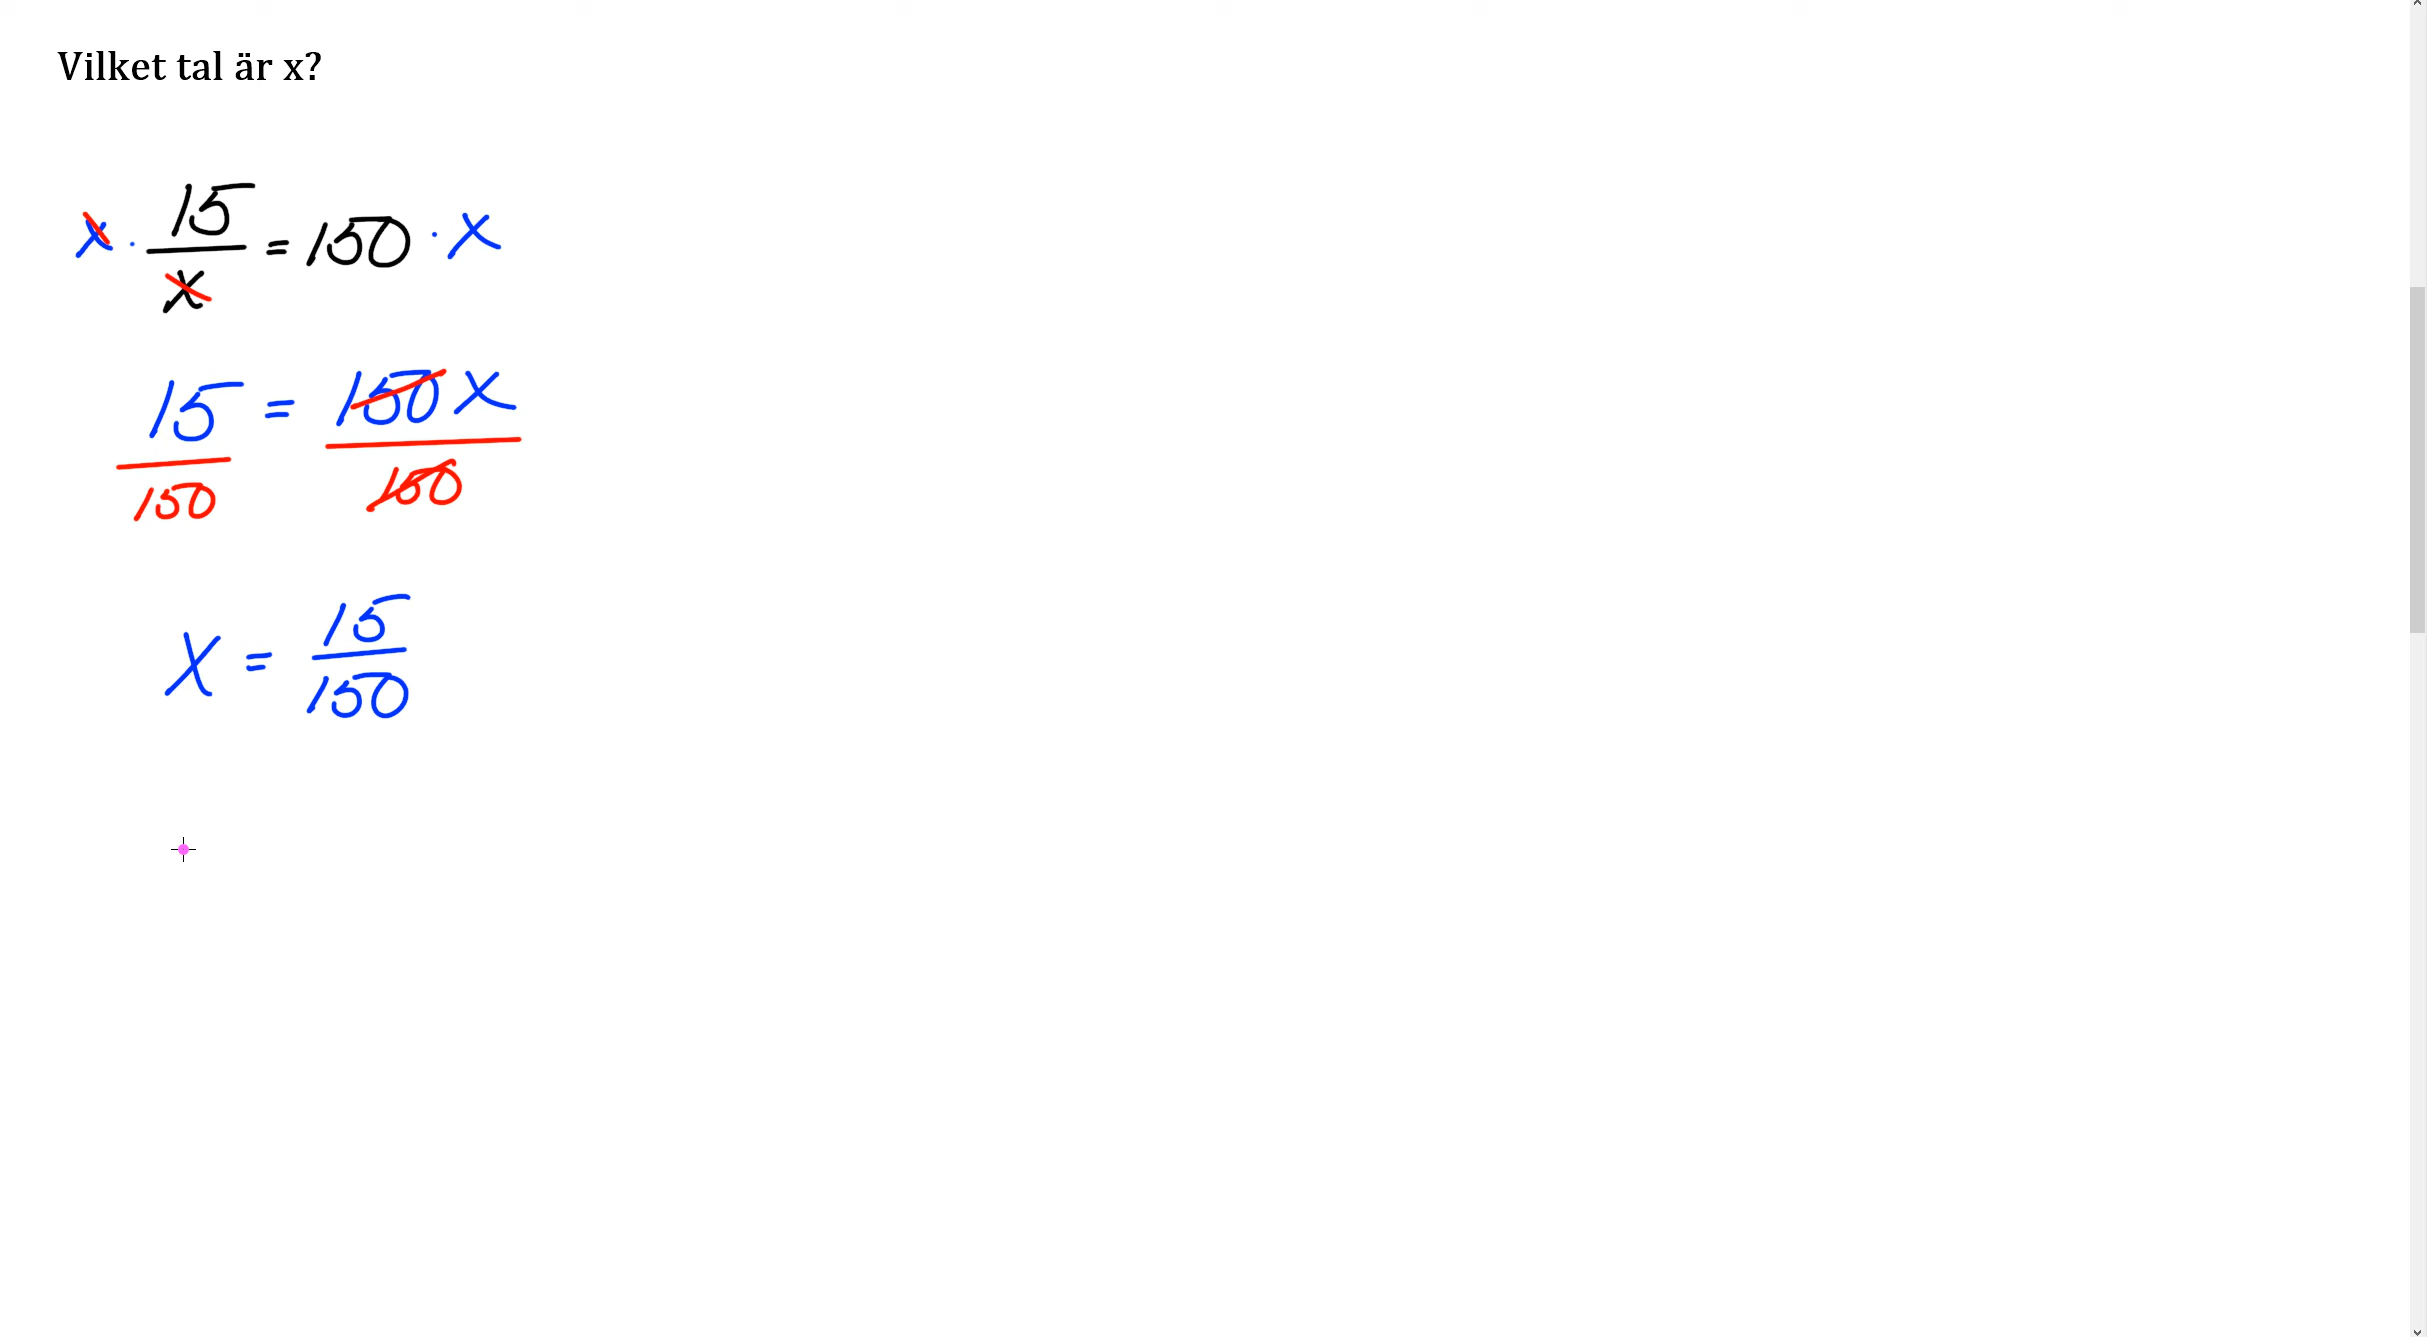 Vilket tal är x?
x · 15/x = 150 · x
15/150 = 150x/150
x = 15/150